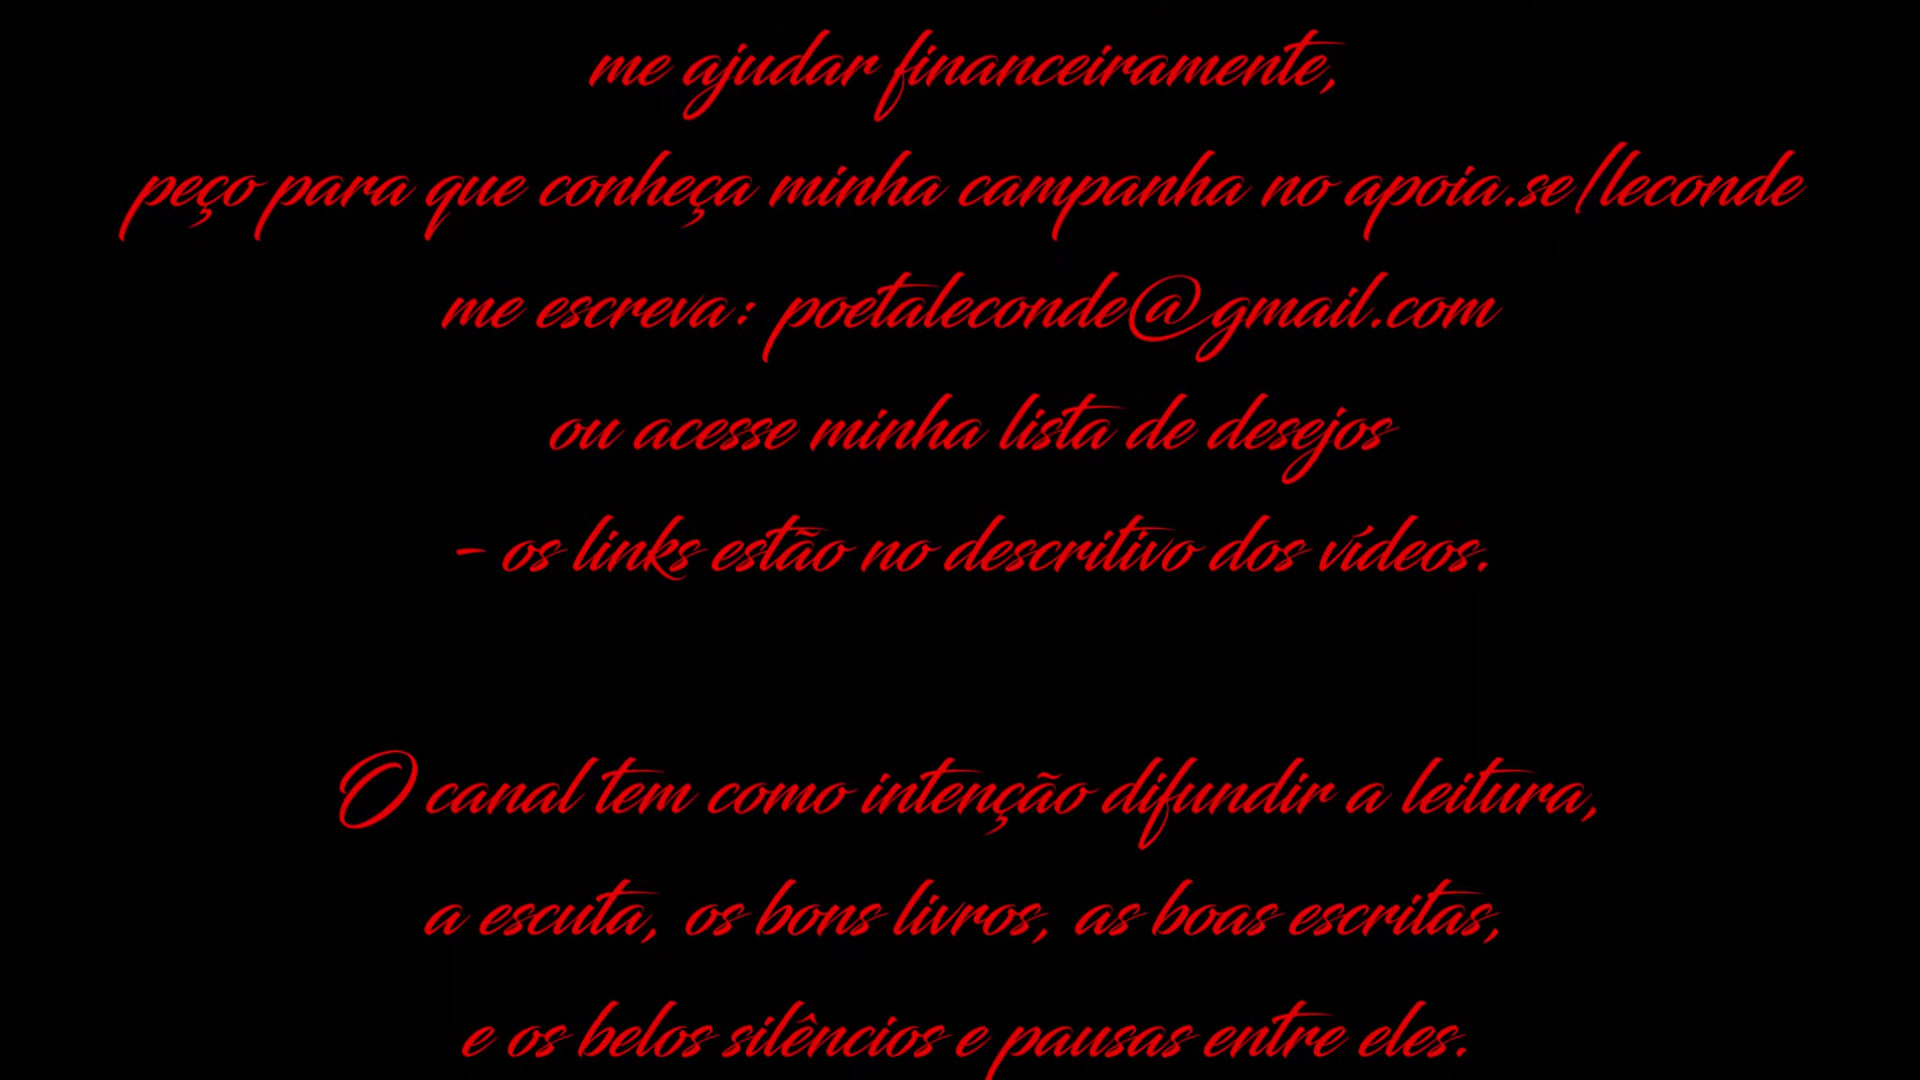 me ajudar financeiramente,
peço para que conheça minha campanha no apoia.se/leconde
me escreva: poetaleconde@gmail.com
ou acesse minha lista de desejos
- os links estão no descritivo dos vídeos.
O canal tem como intenção difundir a leitura,
a escuta, os bons livros, as boas escritas,
e os belos silêncios e pausas entre eles.